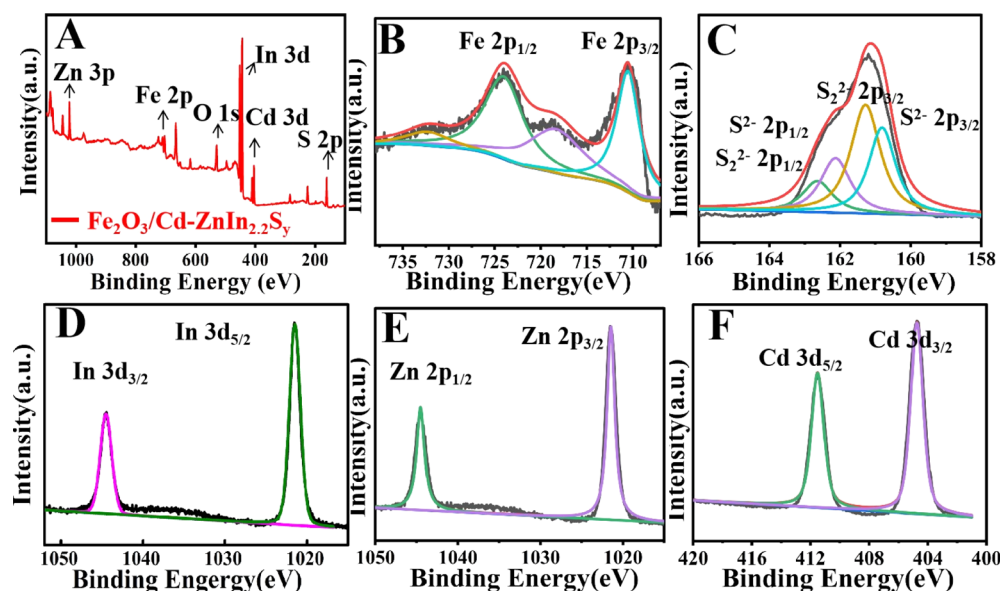 A
Zn 3p
Fe 2p
O 1s
In 3d
Cd 3d
S 2p
Fe₂O₃/Cd-ZnIn₂.₂Sᵧ
Intensity(a.u.)
1000 800 600 400 200
Binding Energy (eV)
B
Fe 2p₁/₂
Fe 2p₃/₂
Intensity(a.u.)
735 730 725 720 715 710
Binding Engergy(eV)
C
S₂²⁻ 2p₃/₂
S²⁻ 2p₁/₂
S²⁻ 2p₃/₂
S₂²⁻ 2p₁/₂
Intensity(a.u.)
166 164 162 160 158
Binding Energy(eV)
D
In 3d₅/₂
In 3d₃/₂
Intensity(a.u.)
1050 1040 1030 1020
Binding Engergy(eV)
E
Zn 2p₃/₂
Zn 2p₁/₂
Intensity(a.u.)
1050 1040 1030 1020
Binding Engergy(eV)
F
Cd 3d₃/₂
Cd 3d₅/₂
Intensity(a.u.)
420 416 412 408 404 400
Binding Energy(eV)